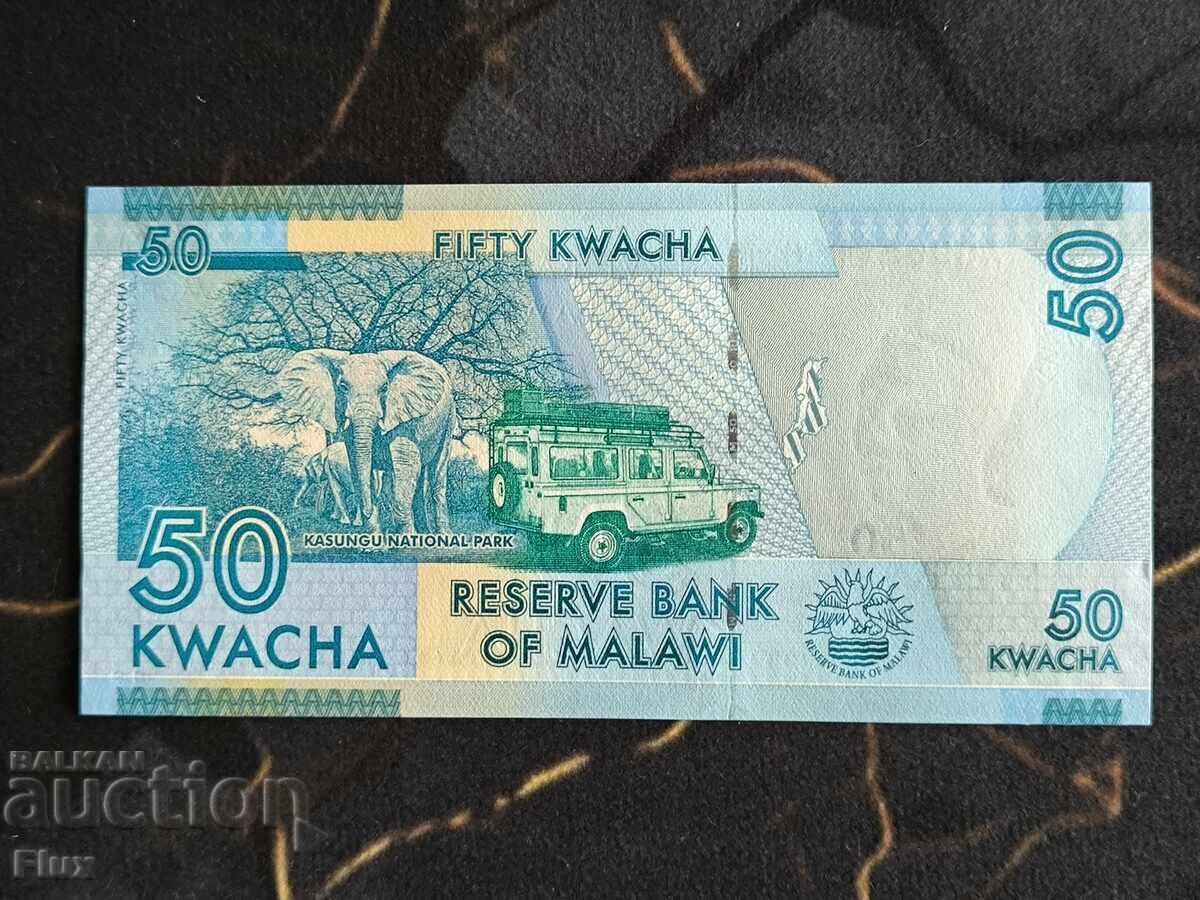 50
FIFTY KWACHA
50
FIFTY KWACHA
KASUNGU NATIONAL PARK
50
KWACHA
RESERVE BANK
OF MALAWI
RESERVE BANK OF MALAWI
50
KWACHA
BALKAN
auction
Flux